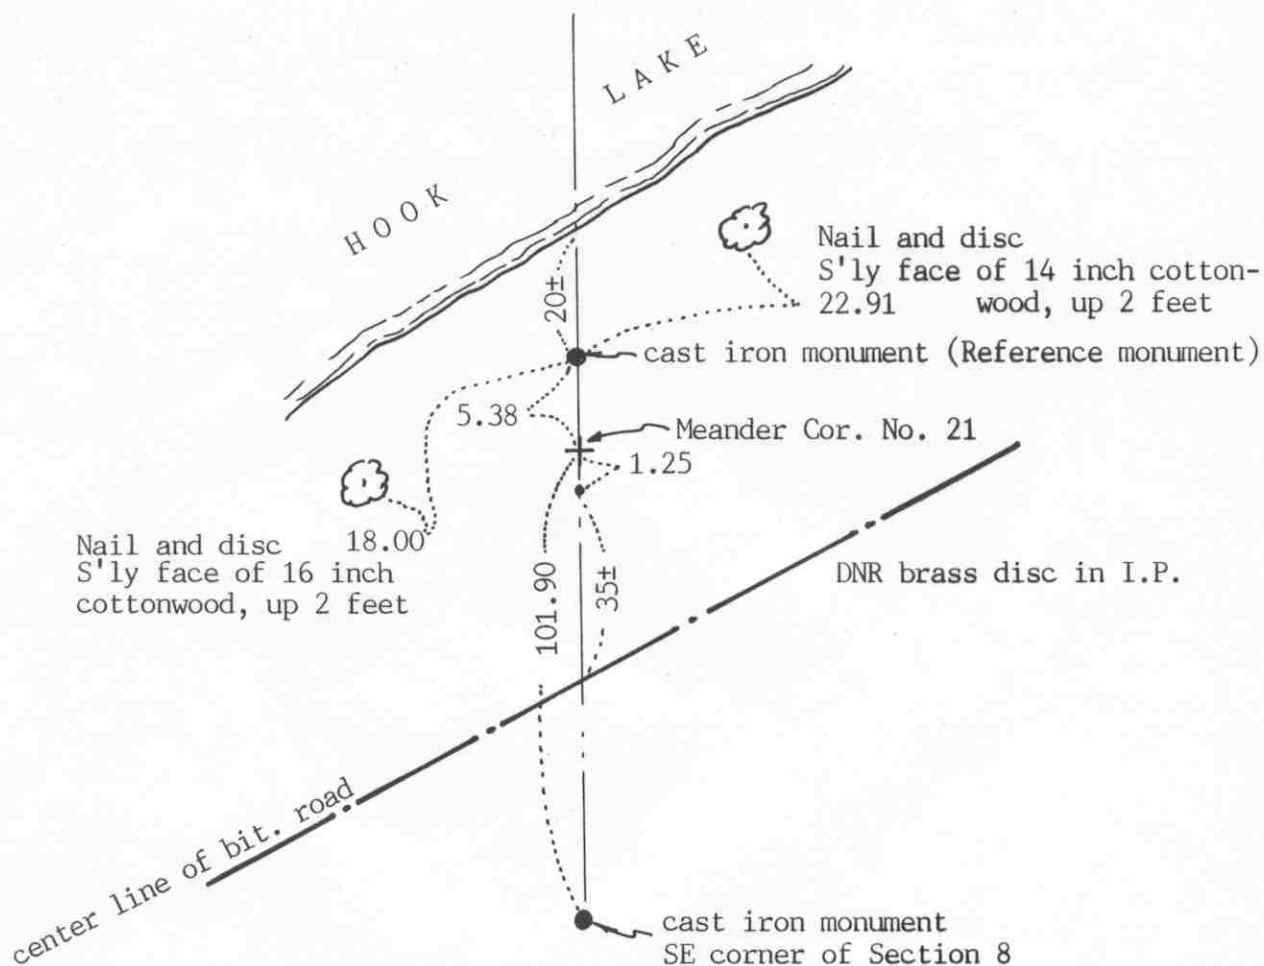 LAKE
HOOK
Nail and disc
S'ly face of 14 inch cotton-
22.91 wood, up 2 feet
20±
cast iron monument (Reference monument)
5.38
Meander Cor. No. 21
1.25
Nail and disc 18.00
S'ly face of 16 inch
cottonwood, up 2 feet
101.90
35±
DNR brass disc in I.P.
center line of bit. road
cast iron monument
SE corner of Section 8